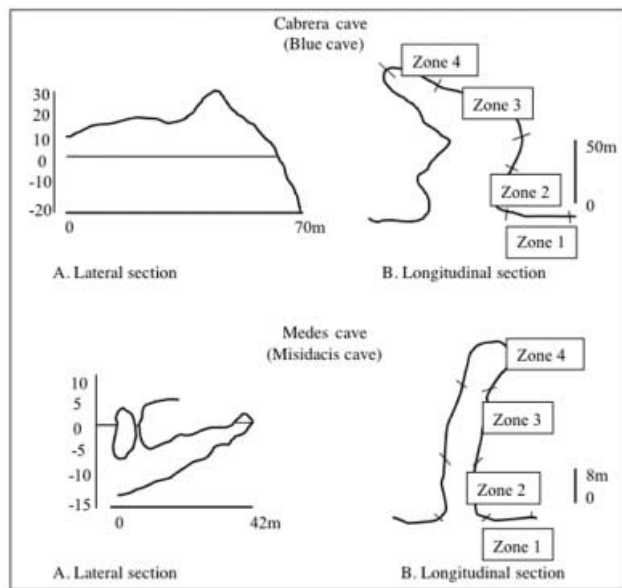 Cabrera cave
(Blue cave)
Zone 4
30
20
10
0
-10
-20
0
70m
Zone 3
50m
0
Zone 2
Zone 1
A. Lateral section
B. Longitudinal section
Medes cave
(Misidacis cave)
10
5
0
-5
-10
-15
0
42m
Zone 4
Zone 3
8m
0
Zone 2
Zone 1
A. Lateral section
B. Longitudinal section